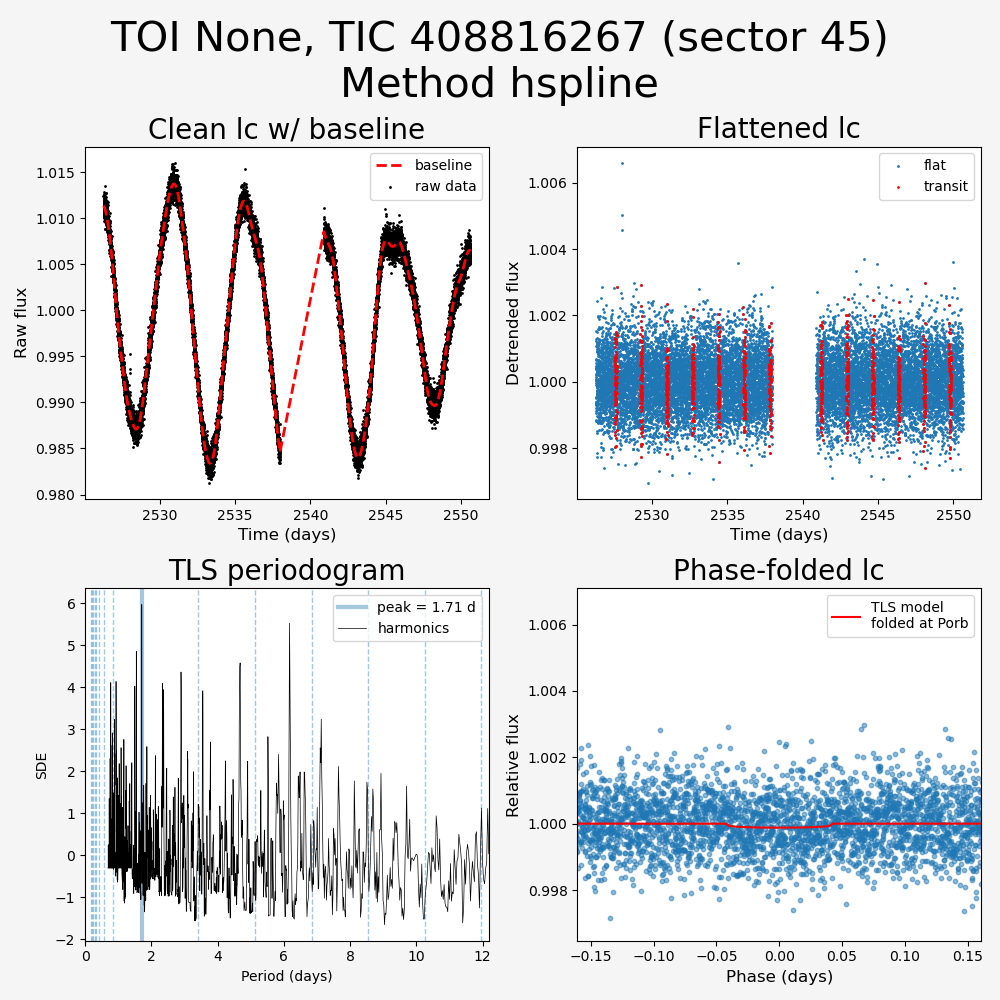 TOI None, TIC 408816267 (sector 45)
Method hspline
Clean lc w/ baseline
baseline
raw data
1.015
1.010
1.005
1.000
0.995
0.990
0.985
0.980
Raw flux
2530
2535
2540
2545
2550
Time (days)
Flattened lc
flat
transit
1.006
1.004
1.002
1.000
0.998
Detrended flux
2530
2535
2540
2545
2550
Time (days)
TLS periodogram
peak = 1.71 d
harmonics
6
5
4
3
2
1
0
−1
−2
SDE
0
2
4
6
8
10
12
Period (days)
Phase-folded lc
TLS model
folded at Porb
1.006
1.004
1.002
1.000
0.998
Relative flux
−0.15
−0.10
−0.05
0.00
0.05
0.10
0.15
Phase (days)